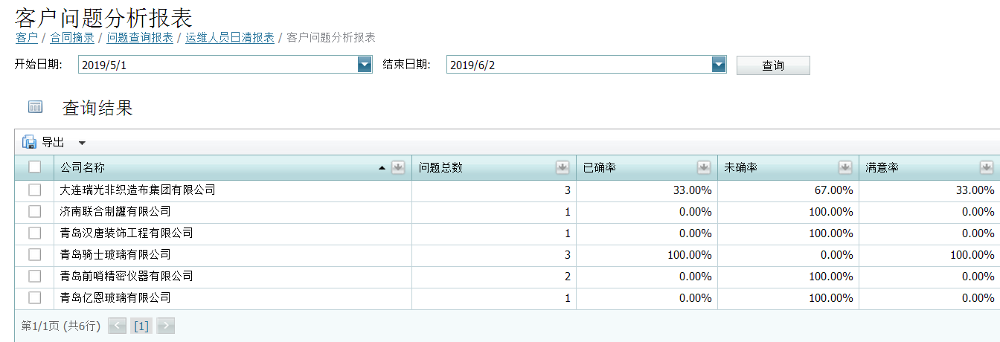 客户问题分析报表
客户 / 合同摘录 / 问题查询报表 / 运维人员日清报表 / 客户问题分析报表
开始日期: 2019/5/1 结束日期: 2019/6/2 查询
查询结果
导出
公司名称 问题总数 已确率 未确率 满意率
大连瑞光非织造布集团有限公司 3 33.00% 67.00% 33.00%
济南联合制罐有限公司 1 0.00% 100.00% 0.00%
青岛汉唐装饰工程有限公司 1 0.00% 100.00% 0.00%
青岛骑士玻璃有限公司 3 100.00% 0.00% 100.00%
青岛前哨精密仪器有限公司 2 0.00% 100.00% 0.00%
青岛亿恩玻璃有限公司 1 0.00% 100.00% 0.00%
第1/1页 (共6行) < [1] >